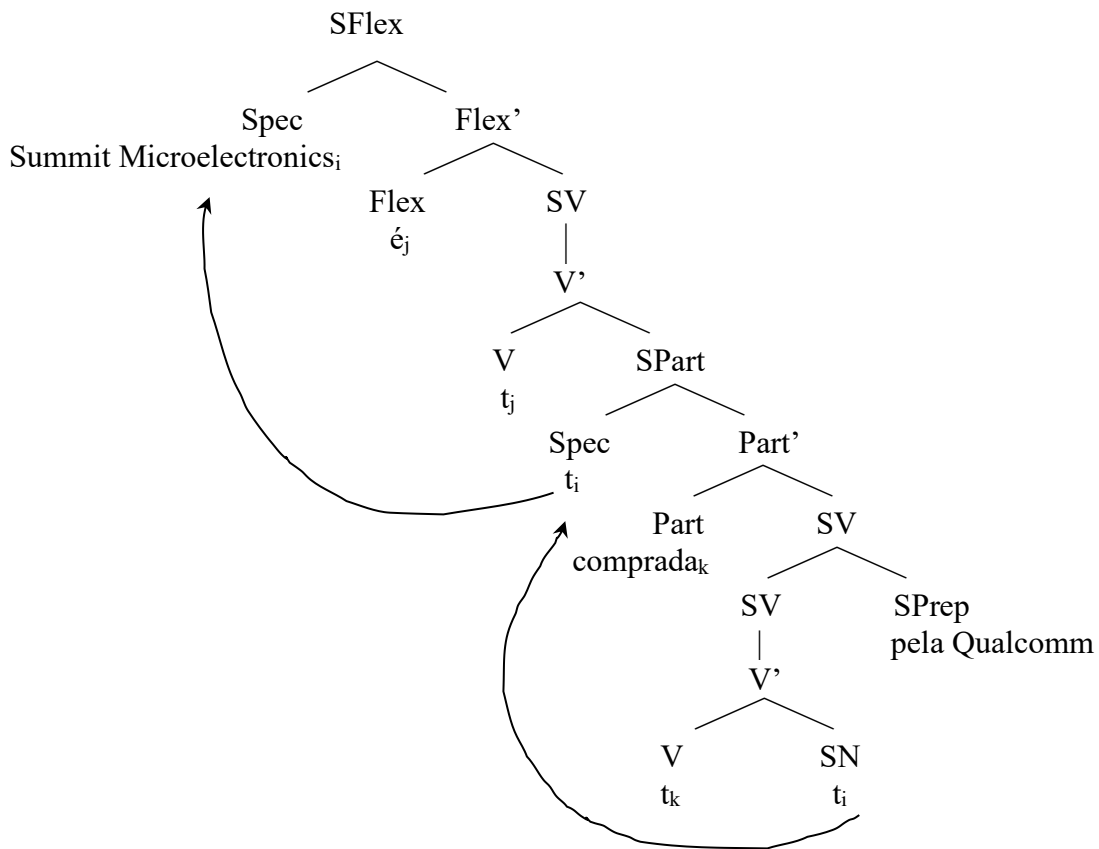 SFlex
Spec Flex’
Summit Microelectronicsi
Flex SV
éj
V’
V SPart
tj
Spec Part’
ti
Part SV
compradak
SV SPrep
pela Qualcomm
V’
V SN
tk ti